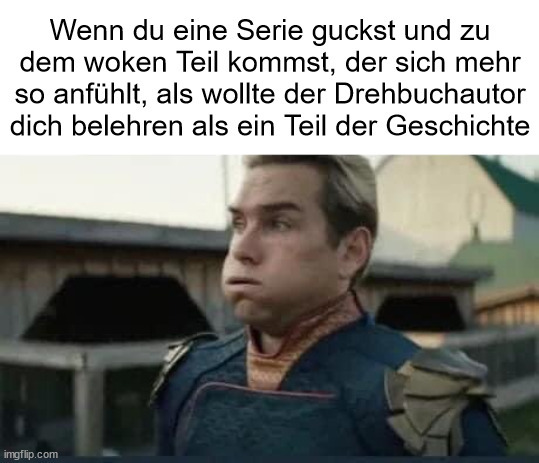 Wenn du eine Serie guckst und zu
dem woken Teil kommst, der sich mehr
so anfühlt, als wollte der Drehbuchautor
dich belehren als ein Teil der Geschichte
imgflip.com